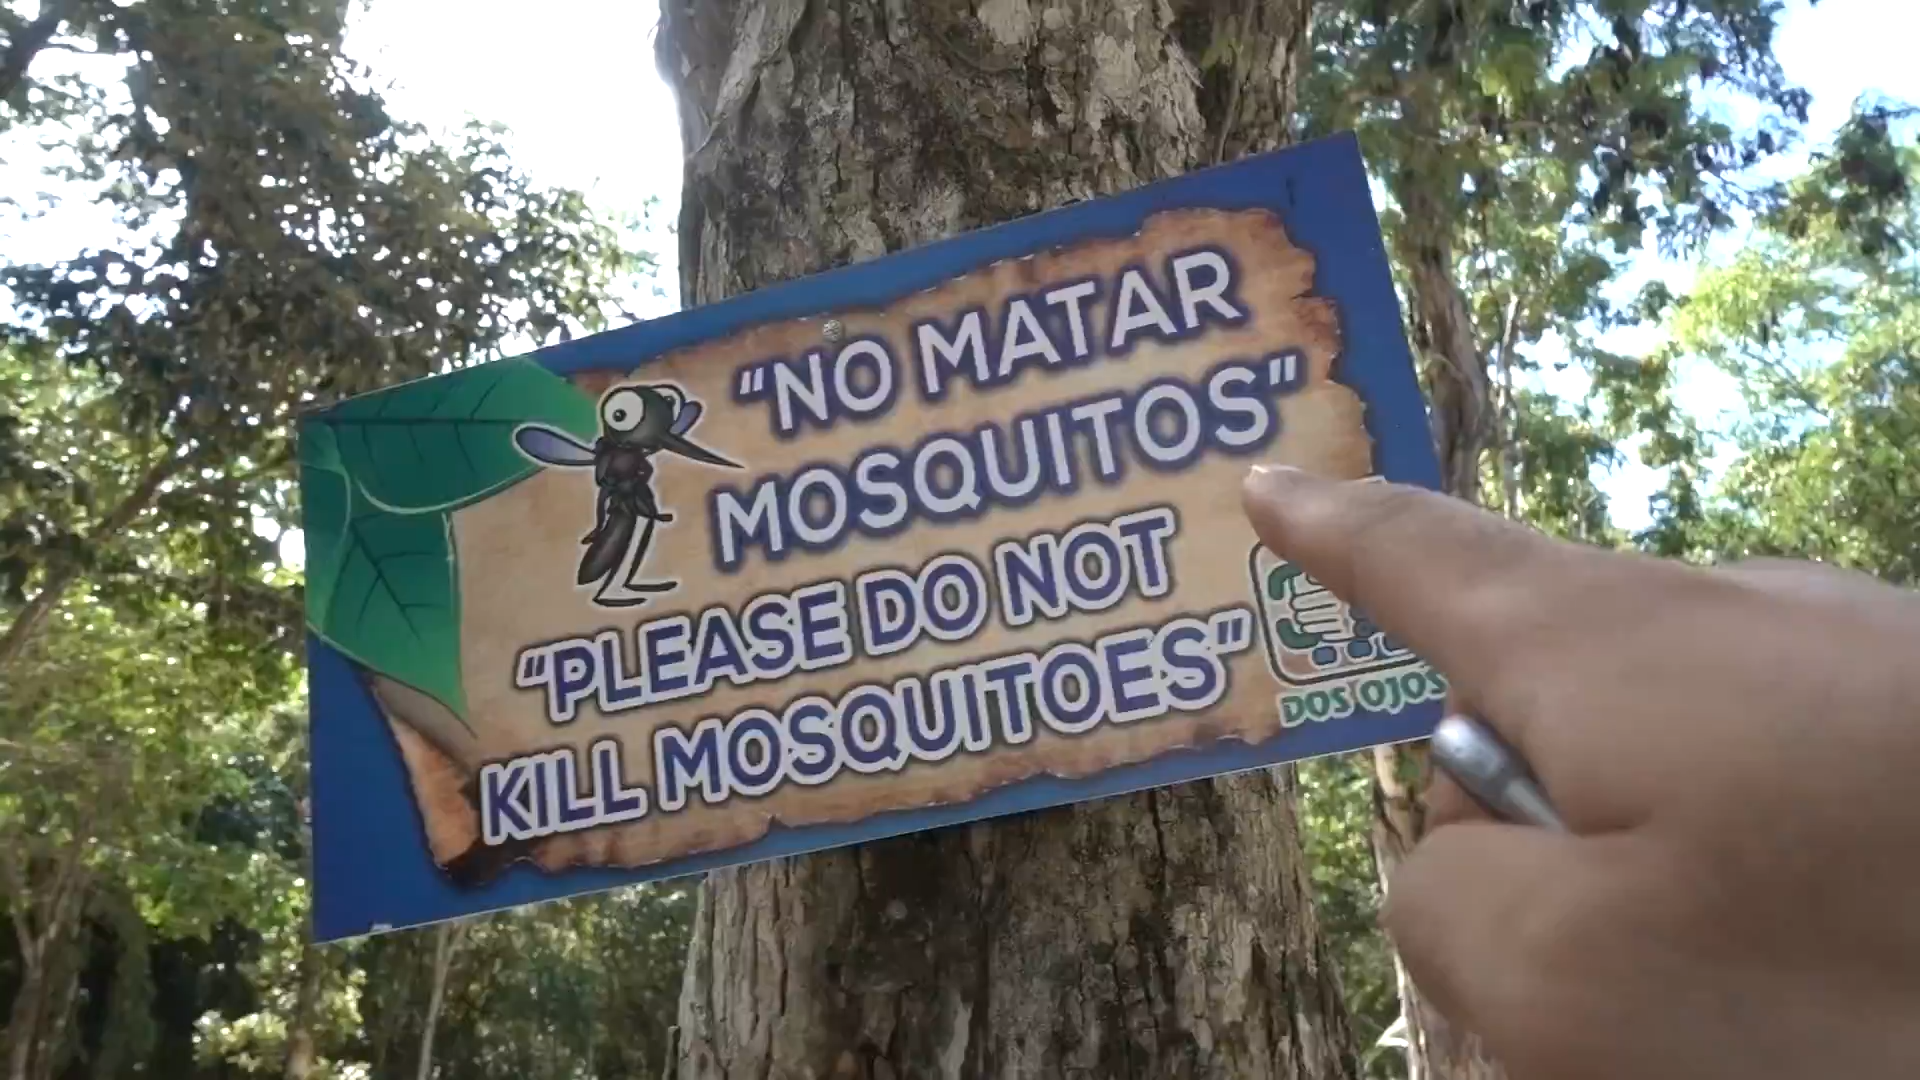 "NO MATAR
MOSQUITOS"
"PLEASE DO NOT
KILL MOSQUITOES"
DOS OJOS